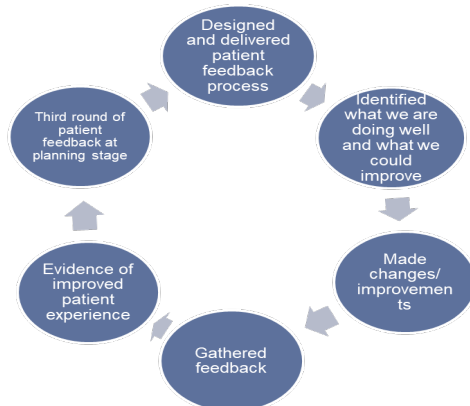 Designed
and delivered
patient
feedback
process
Identified
what we are
doing well
and what we
could
improve
Made
changes/
improvemen
ts
Gathered
feedback
Evidence of
improved
patient
experience
Third round of
patient
feedback at
planning stage